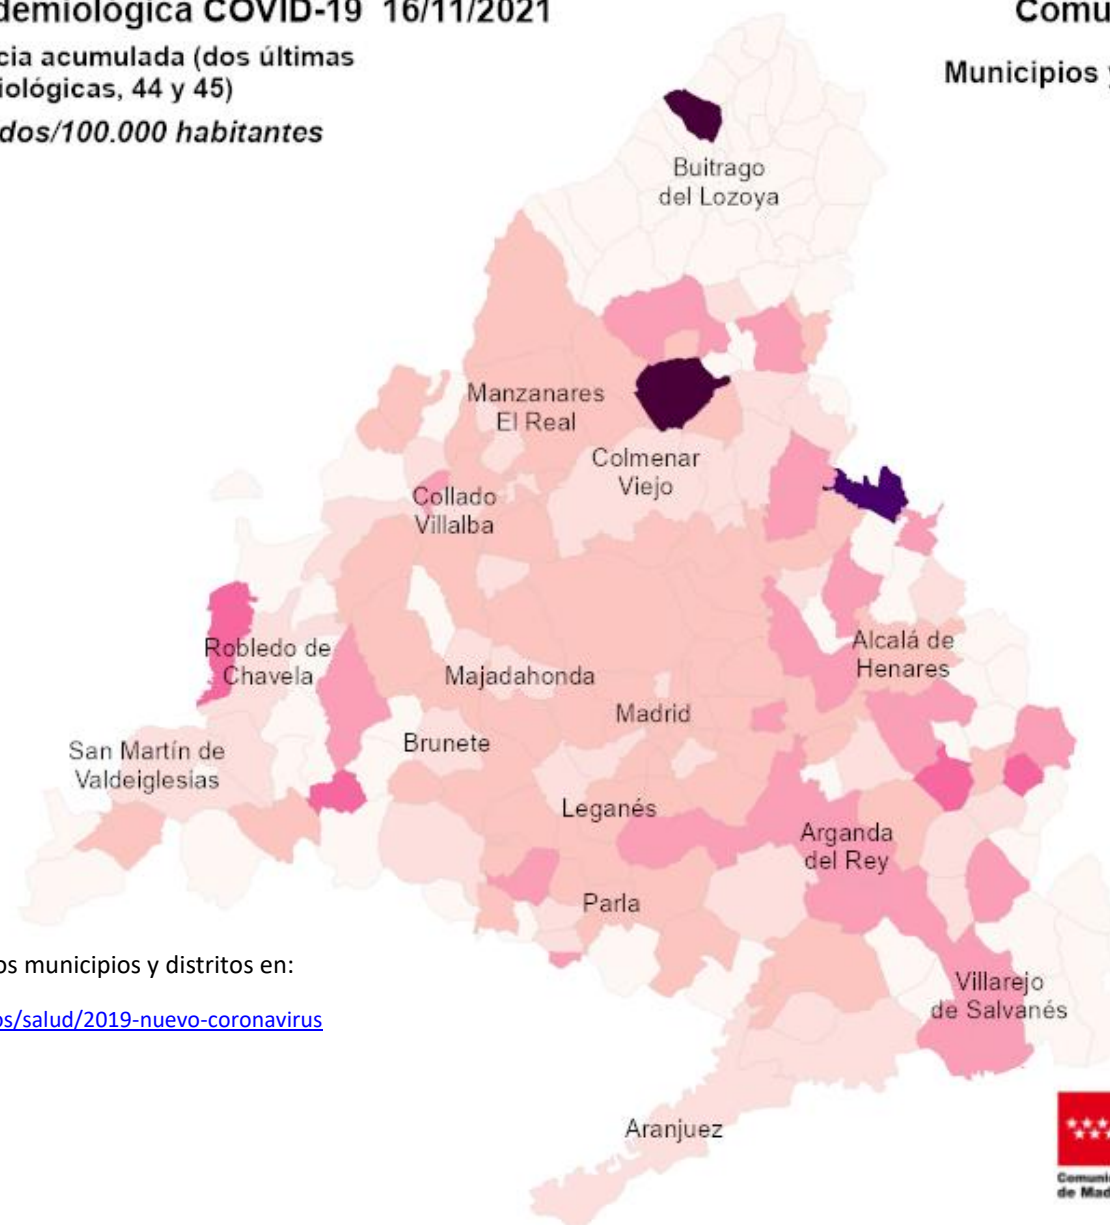 demiológica COVID-19 16/11/2021
Comu
cia acumulada (dos últimas
iológicas, 44 y 45)
Municipios y
dos/100.000 habitantes
Buitrago
del Lozoya
Manzanares
El Real
Colmenar
Viejo
Collado
Villalba
Robledo de
Chavela
Alcalá de
Henares
Majadahonda
Madrid
Brunete
San Martín de
Valdeiglesias
Leganés
Arganda
del Rey
Parla
os municipios y distritos en:
Villarejo
de Salvanés
os/salud/2019-nuevo-coronavirus
Aranjuez
Comuni
de Mad